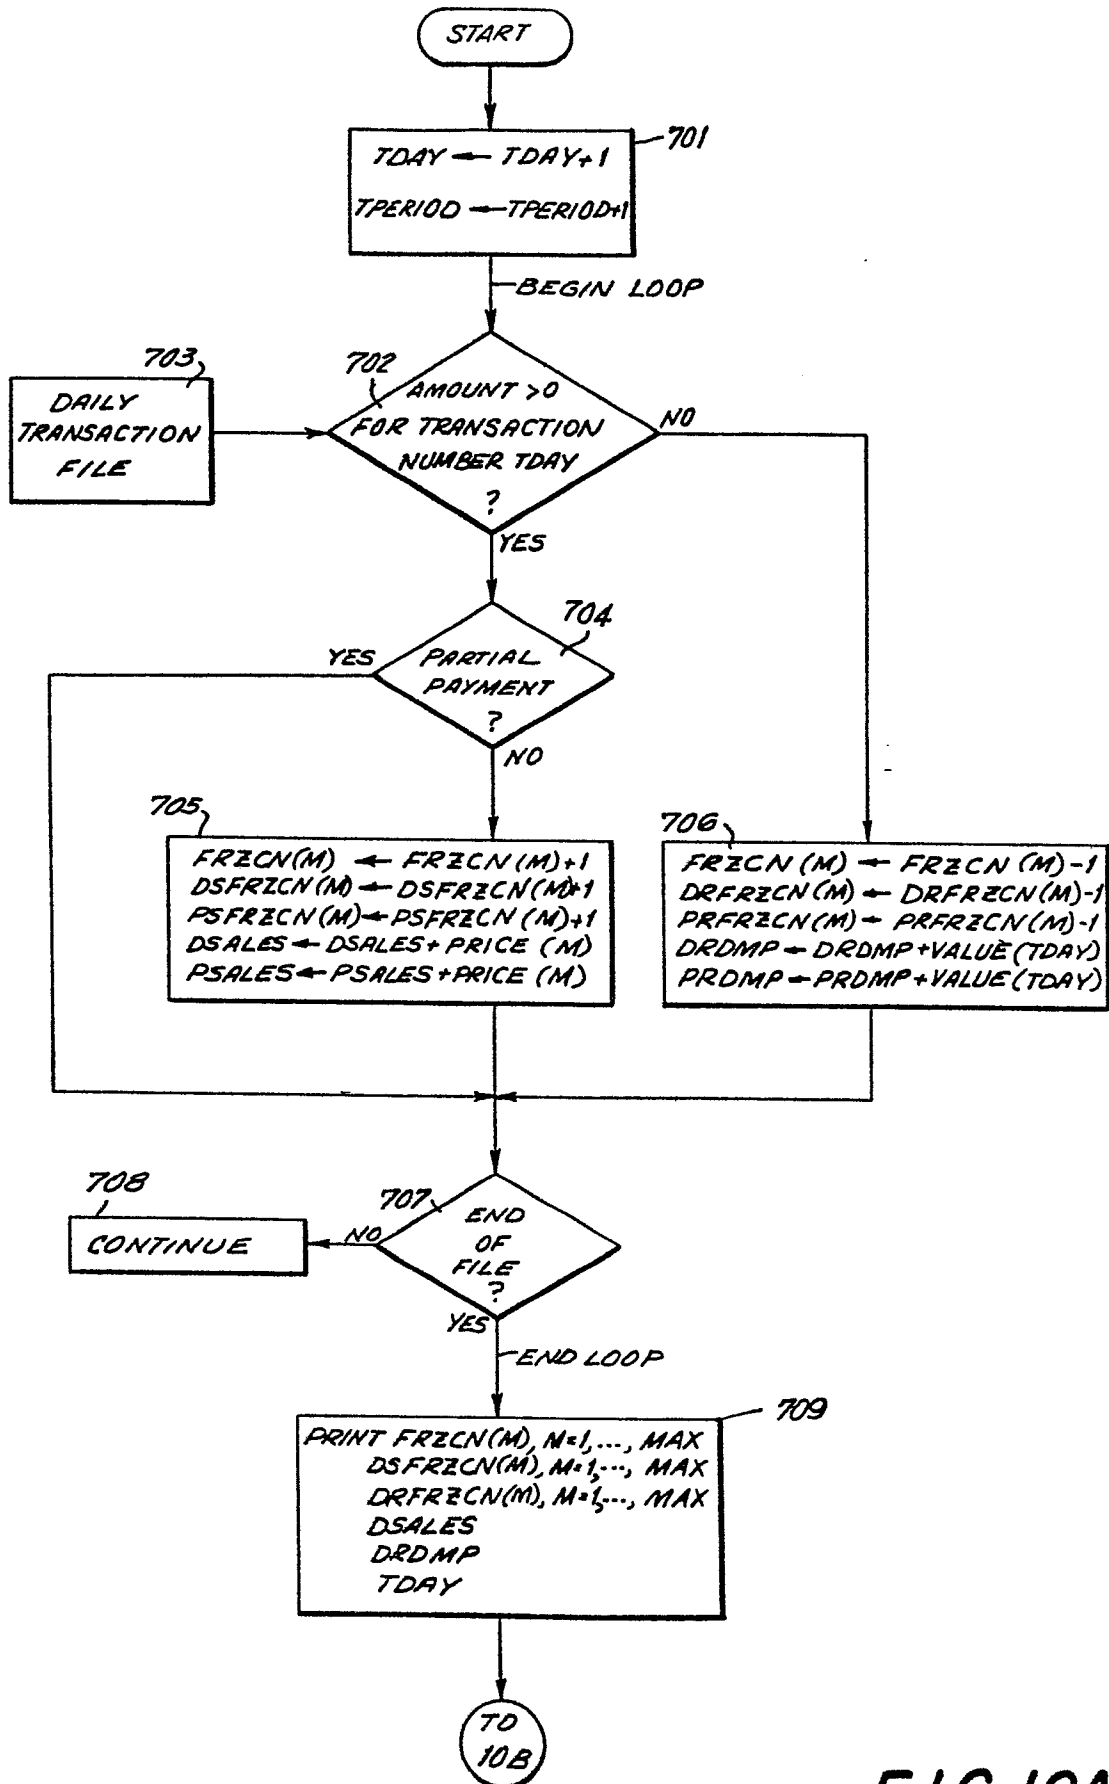 START
701
TDAY ← TDAY+1
TPERIOD ← TPERIOD+1
BEGIN LOOP
703
DAILY
TRANSACTION
FILE
702
AMOUNT >0
FOR TRANSACTION
NUMBER TDAY
?
NO
YES
704
YES
PARTIAL
PAYMENT
?
NO
705
FRZCN(M) ← FRZCN(M)+1
DSFRZCN(M) ← DSFRZCN(M)+1
PSFRZCN(M) ← PSFRZCN(M)+1
DSALES ← DSALES + PRICE (M)
PSALES ← PSALES + PRICE (M)
706
FRZCN (M) ← FRZCN (M)-1
DRFRZCN(M) ← DRFRZCN(M)-1
PRFRZCN(M) ← PRFRZCN(M)-1
DRDMP ← DRDMP + VALUE (TDAY)
PRDMP ← PRDMP + VALUE (TDAY)
708
CONTINUE
707
NO
END
OF
FILE
?
YES
END LOOP
709
PRINT FRZCN(M), M=1,..., MAX
DSFRZCN(M), M=1,..., MAX
DRFRZCN(M), M=1,..., MAX
DSALES
DRDMP
TDAY
TO
10B